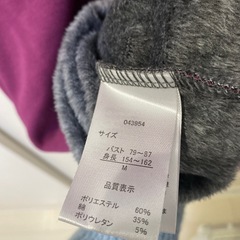 043954
サイズ
バスト 79～87
身長 154～162
M
品質表示
ポリエステル 60%
綿 35%
ポリウレタン 5%